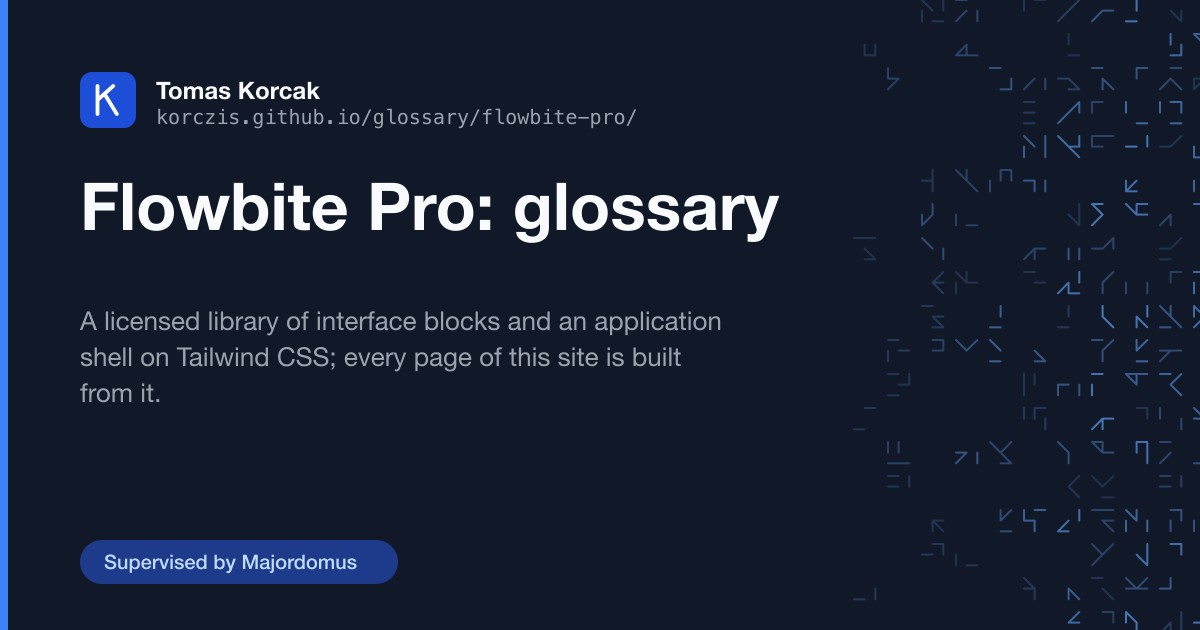 Tomas Korcak
korczis.github.io/glossary/flowbite-pro/
Flowbite Pro: glossary
A licensed library of interface blocks and an application
shell on Tailwind CSS; every page of this site is built
from it.
Supervised by Majordomus